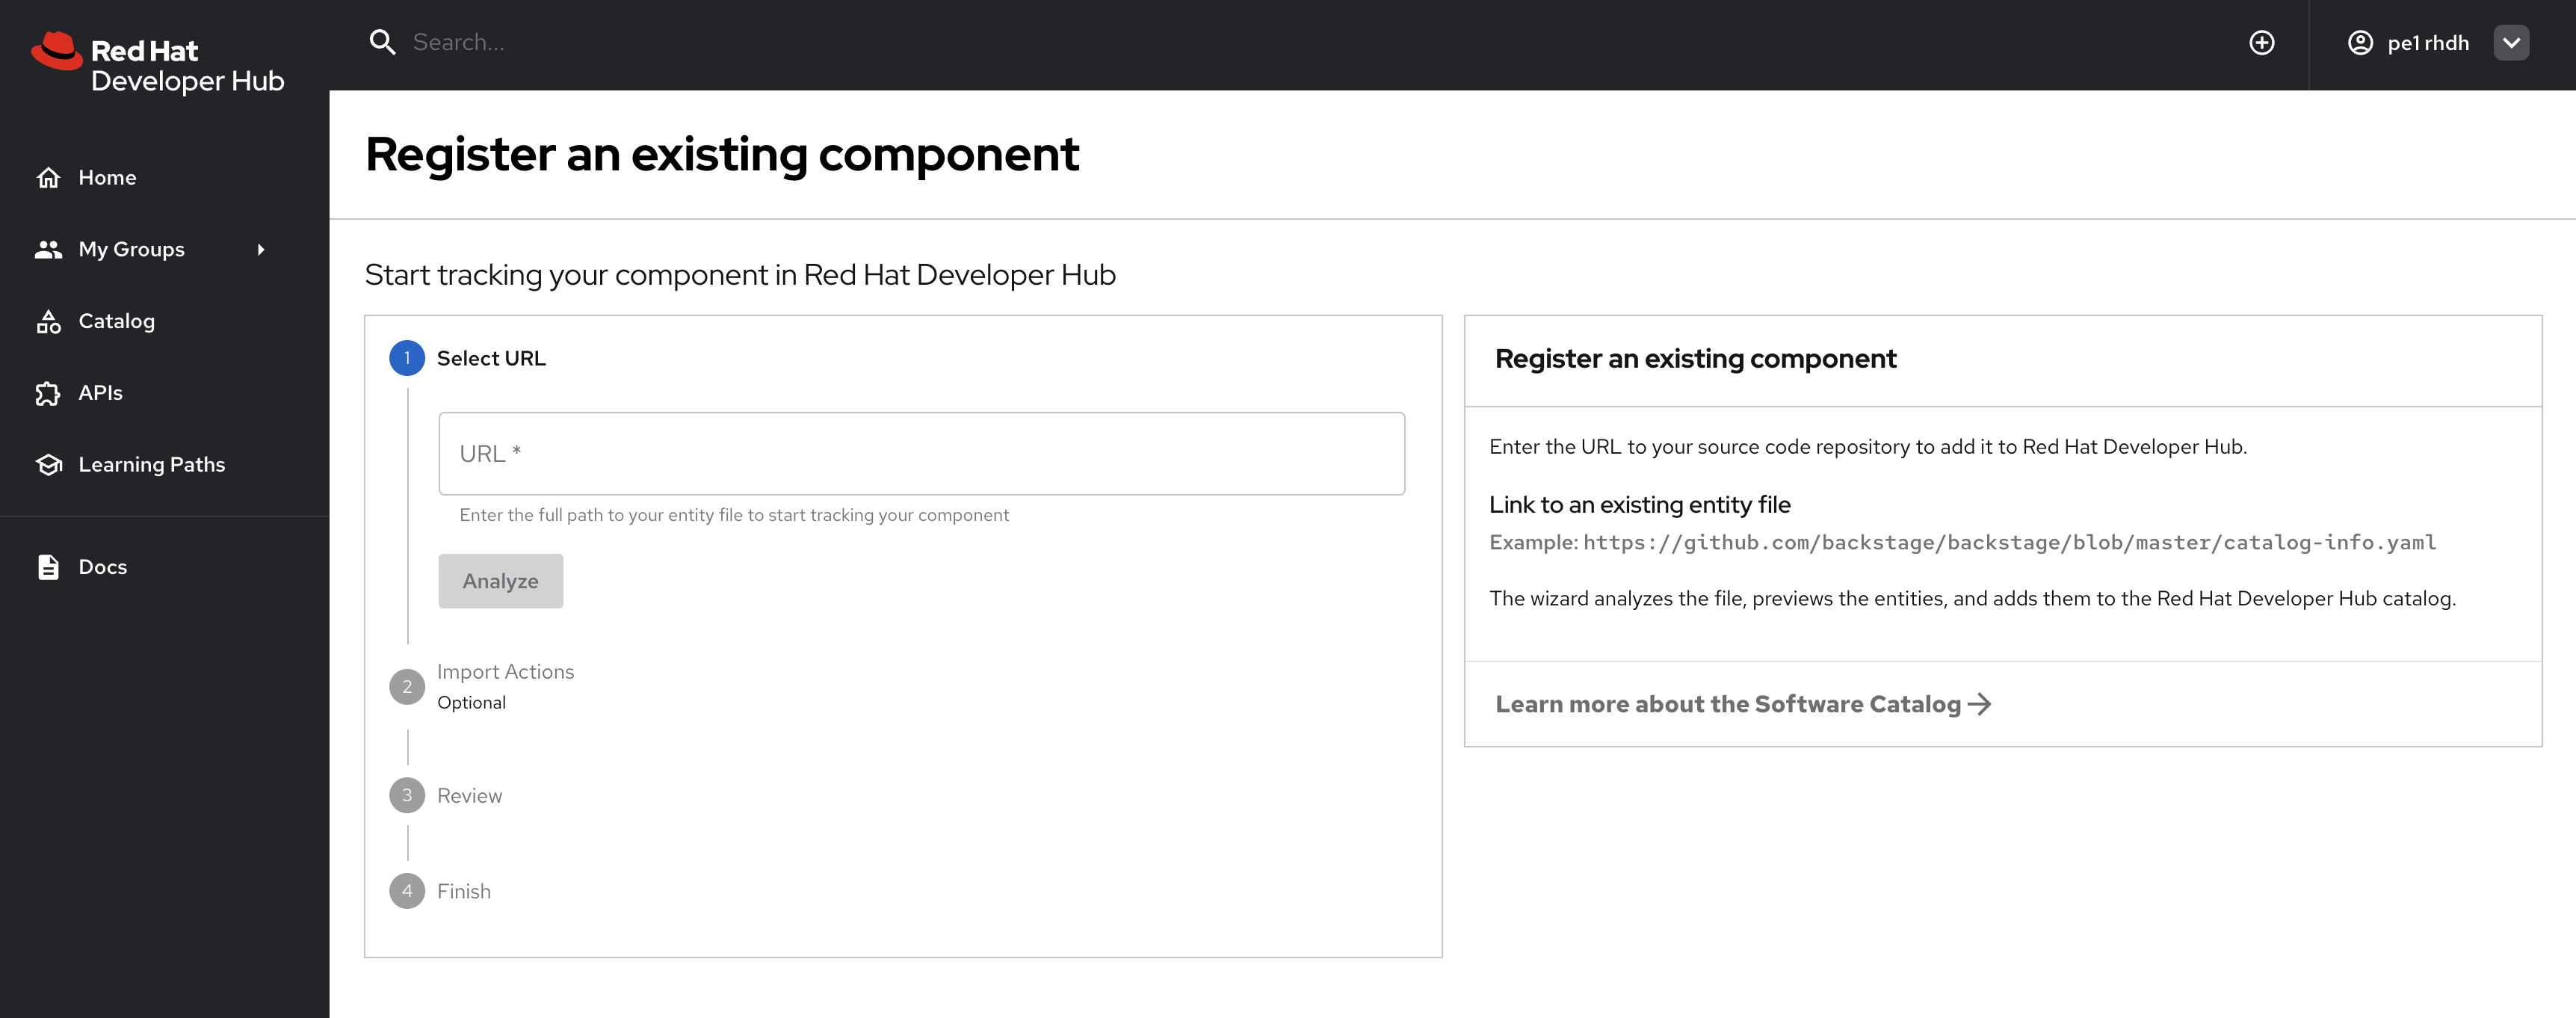 Red Hat
Developer Hub
Search...
pe1 rhdh
Home
My Groups
Catalog
APIs
Learning Paths
Docs
Register an existing component
Start tracking your component in Red Hat Developer Hub
1 Select URL
URL *
Enter the full path to your entity file to start tracking your component
Analyze
2 Import Actions
Optional
3 Review
4 Finish
Register an existing component
Enter the URL to your source code repository to add it to Red Hat Developer Hub.
Link to an existing entity file
Example: https://github.com/backstage/backstage/blob/master/catalog-info.yaml
The wizard analyzes the file, previews the entities, and adds them to the Red Hat Developer Hub catalog.
Learn more about the Software Catalog